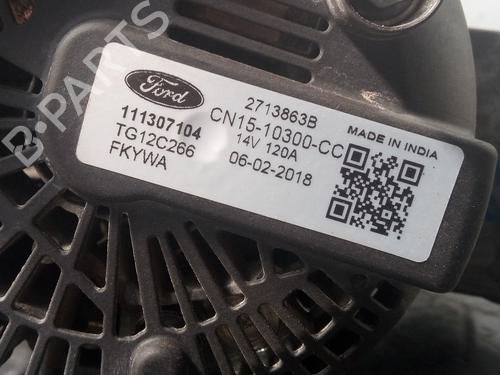 B-PARTS
Ford
2713863B
111307104 CN15-10300-CC
TG12C266 14V 120A
FKYWA 06-02-2018
MADE IN INDIA